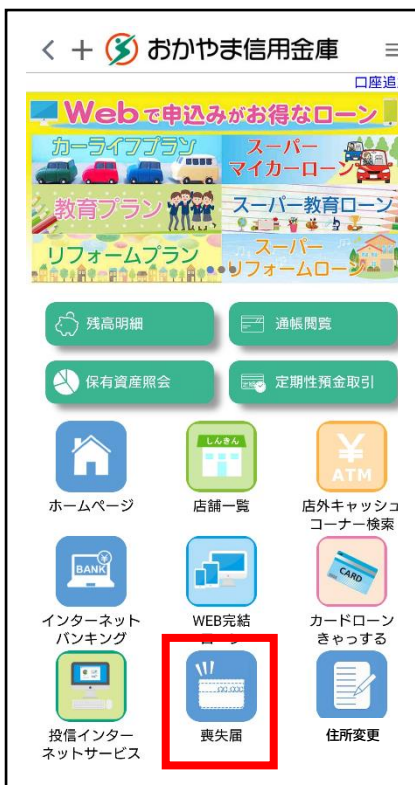 おかやま信用金庫
口座追
Webで申込みがお得なローン
カーライフプラン
スーパー
マイカーローン
教育プラン
スーパー教育ローン
リフォームプラン
スーパー
リフォームローン
残高明細
通帳閲覧
保有資産照会
定期性預金取引
しんきん
¥
ATM
ホームページ
店舗一覧
店外キャッシュ
コーナー検索
BANK
¥
CARD
インターネット
バンキング
WEB完結
カードローン
きゃっする
投信インター
ネットサービス
喪失届
住所変更